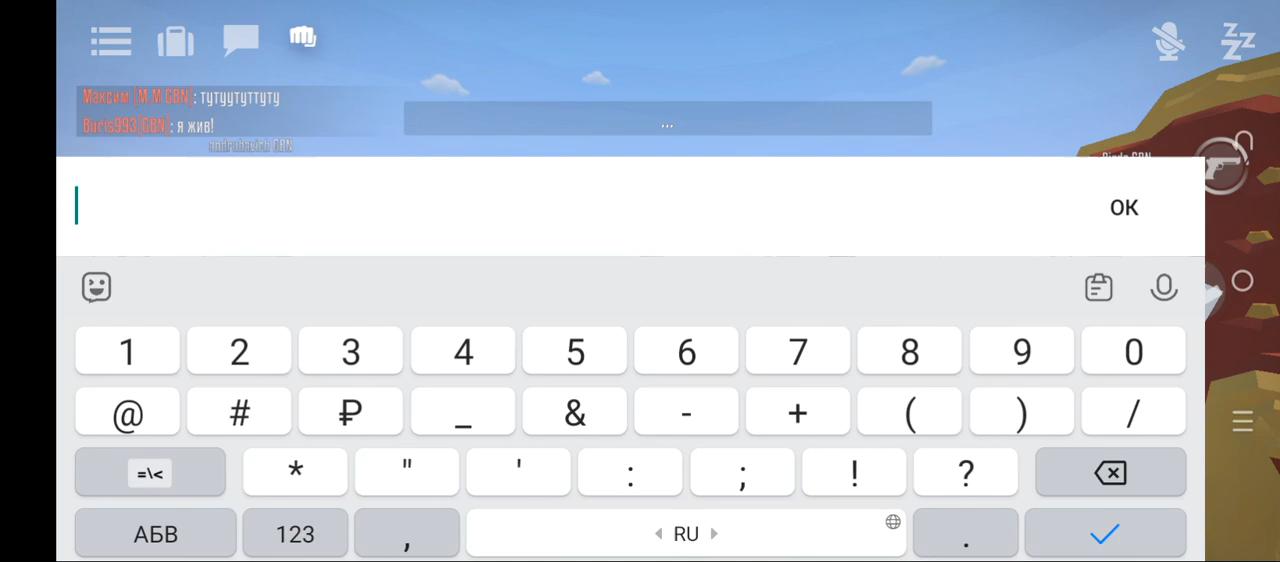 Максим [M.M GBN]: тутуутуттуту
Buris993[GBN]: я жив!
...
OK
1 2 3 4 5 6 7 8 9 0
@ # ₽ _ & - + ( ) /
=\< * " ' : ; ! ?
АБВ 123 , RU .